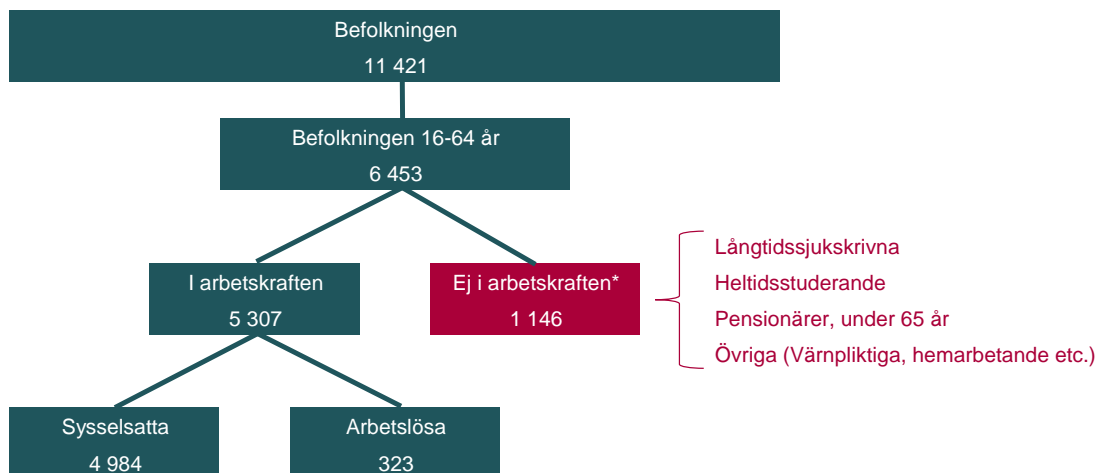 Befolkningen
11 421
Befolkningen 16-64 år
6 453
I arbetskraften
5 307
Ej i arbetskraften*
1 146
Långtidssjukskrivna
Heltidsstuderande
Pensionärer, under 65 år
Övriga (Värnpliktiga, hemarbetande etc.)
Sysselsatta
4 984
Arbetslösa
323